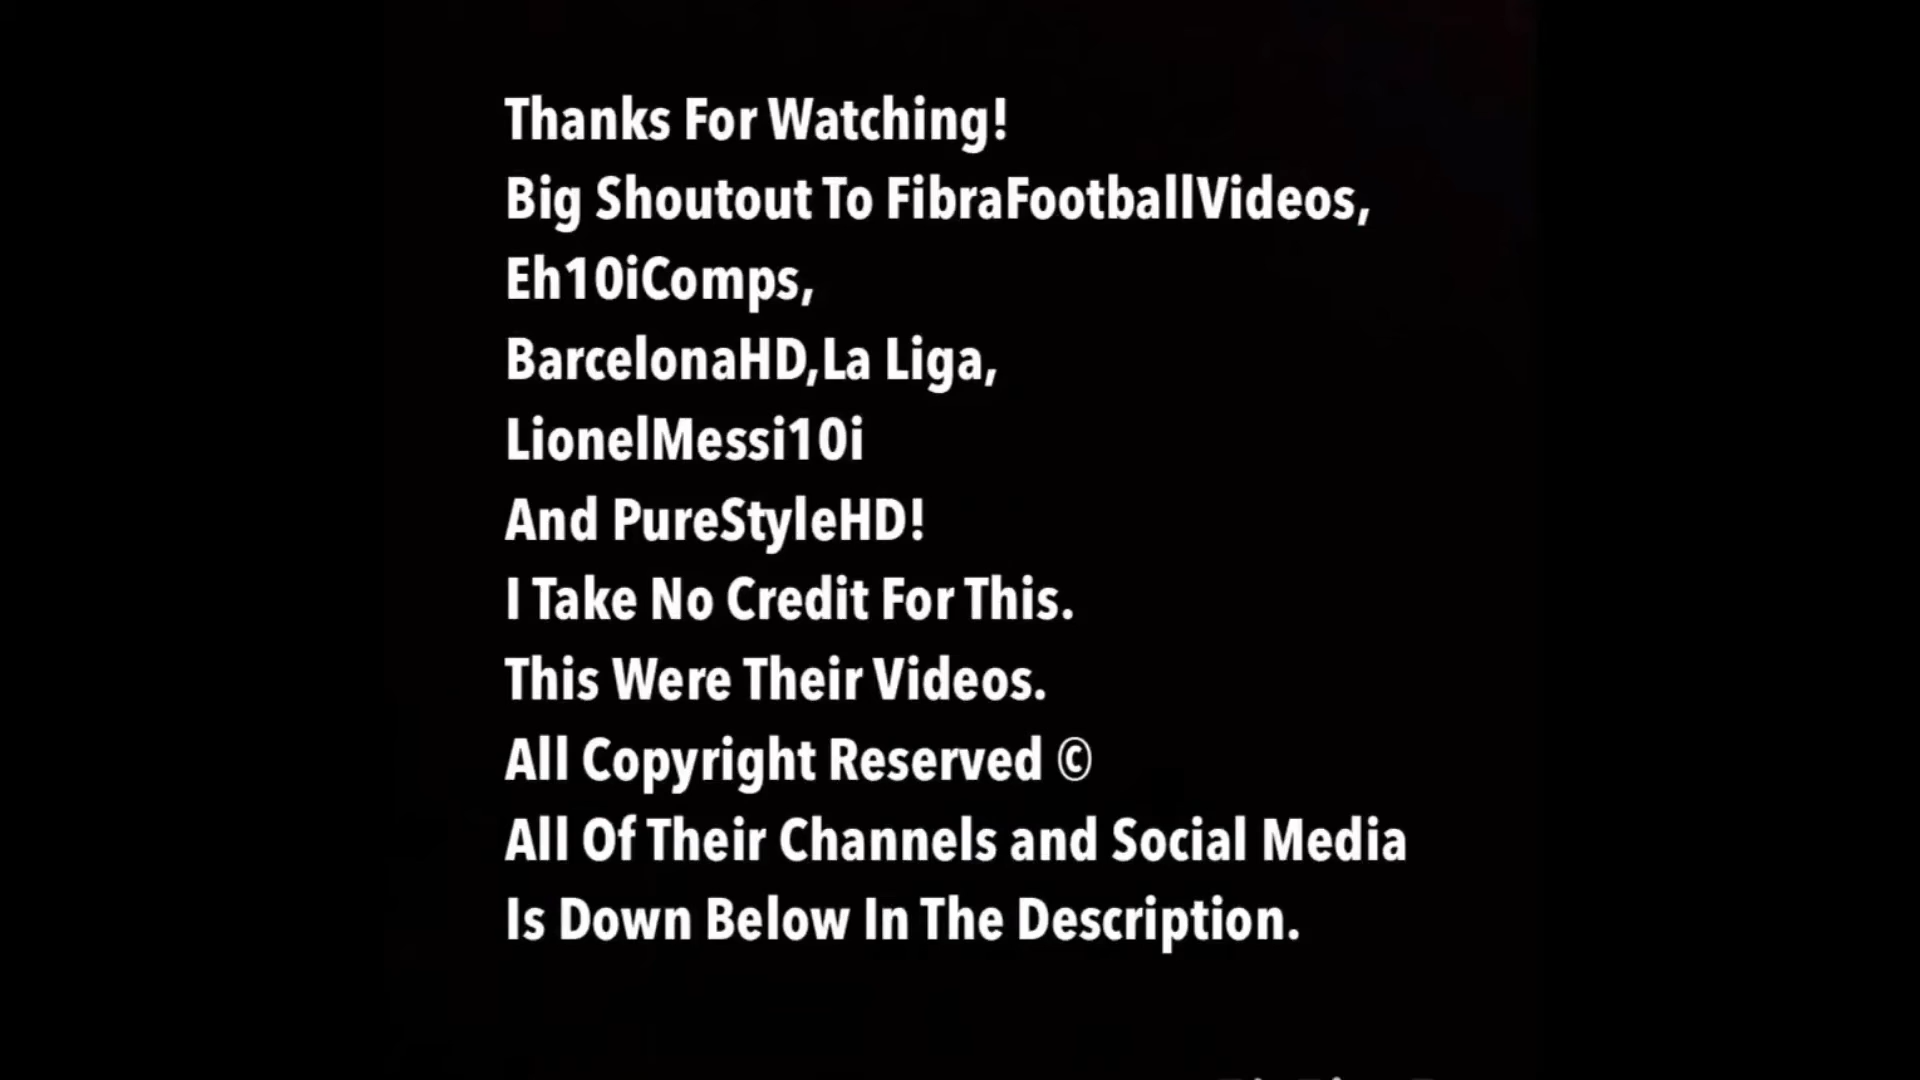 Thanks For Watching!
Big Shoutout To FibraFootballVideos,
Eh10iComps,
BarcelonaHD,La Liga,
LionelMessi10i
And PureStyleHD!
I Take No Credit For This.
This Were Their Videos.
All Copyright Reserved ©
All Of Their Channels and Social Media
Is Down Below In The Description.